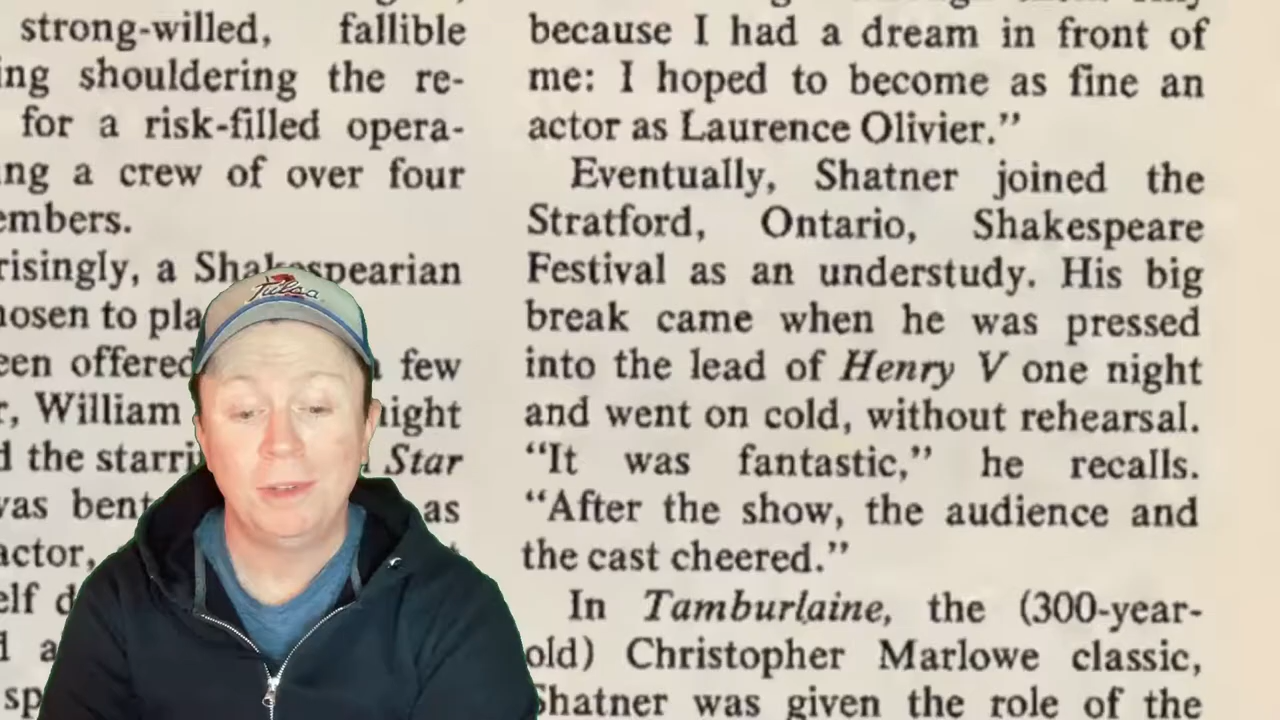 strong-willed, fallible
ing shouldering the re-
for a risk-filled opera-
ng a crew of over four
embers.
risingly, a Shakespearian
hosen to pla
een offered a few
r, William night
d the starri Star
was bent as
actor,
elf d
d a
sp
because I had a dream in front of
me: I hoped to become as fine an
actor as Laurence Olivier.”
Eventually, Shatner joined the
Stratford, Ontario, Shakespeare
Festival as an understudy. His big
break came when he was pressed
into the lead of Henry V one night
and went on cold, without rehearsal.
“It was fantastic,” he recalls.
“After the show, the audience and
the cast cheered.”
In Tamburlaine, the (300-year-
old) Christopher Marlowe classic,
Shatner was given the role of the
Tulsa